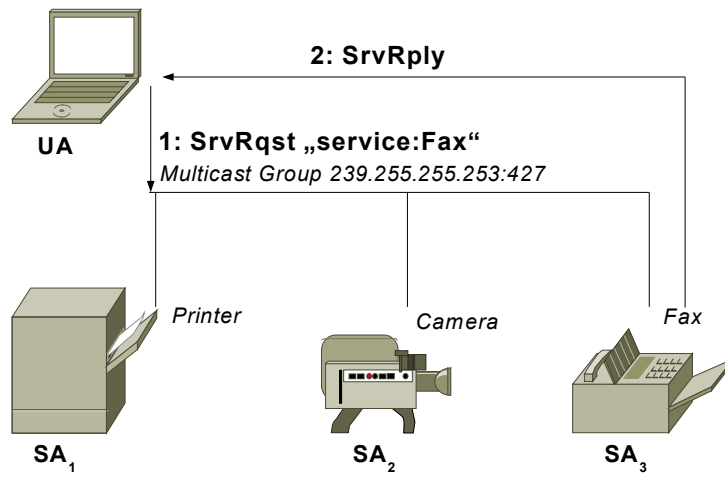 2: SrvRply
UA
1: SrvRqst „service:Fax“
Multicast Group 239.255.255.253:427
Printer
Camera
Fax
SA1
SA2
SA3